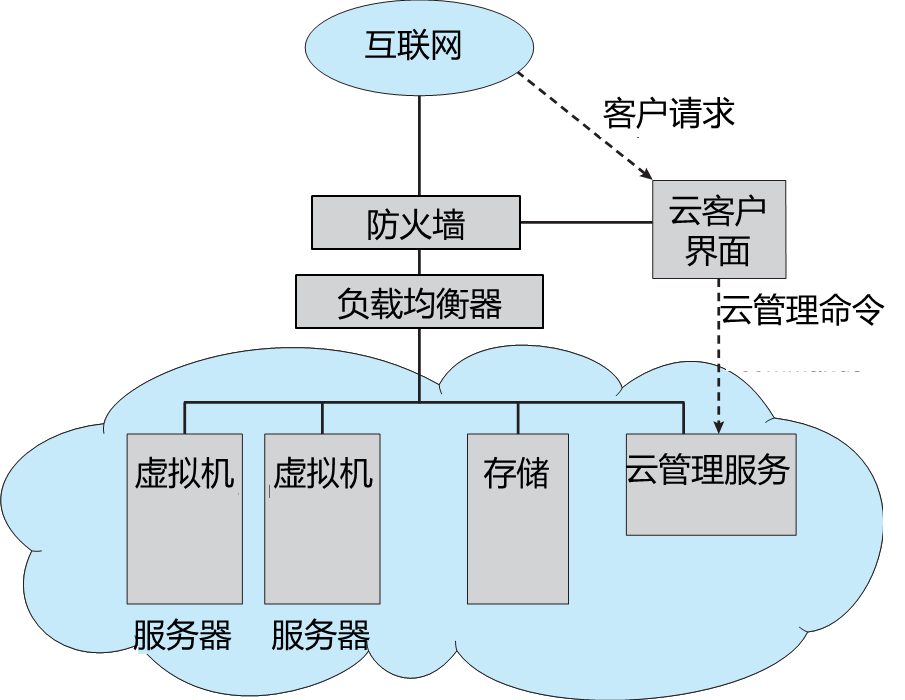 互联网
客户请求
云客户
界面
防火墙
负载均衡器
云管理命令
虚拟机
虚拟机
存储
云管理服务
服务器
服务器